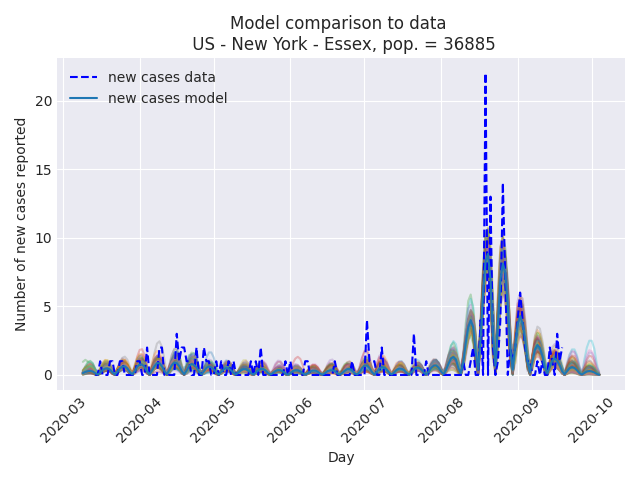 Model comparison to data
US - New York - Essex, pop. = 36885
new cases data
new cases model
Number of new cases reported
20
15
10
5
0
2020-03
2020-04
2020-05
2020-06
2020-07
2020-08
2020-09
2020-10
Day